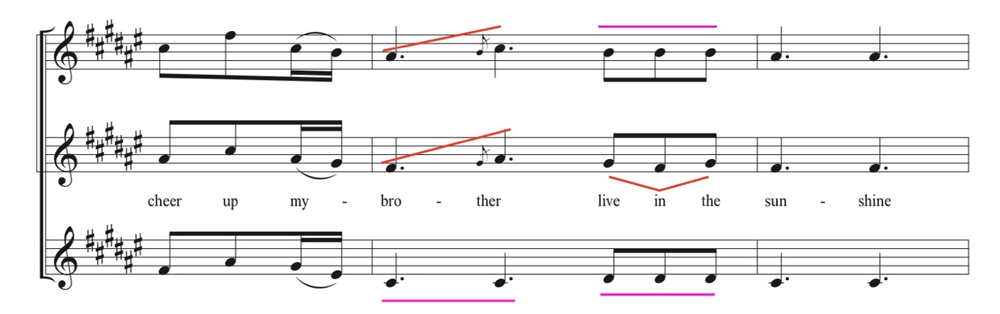 cheer up my - bro - ther live in the sun - shine